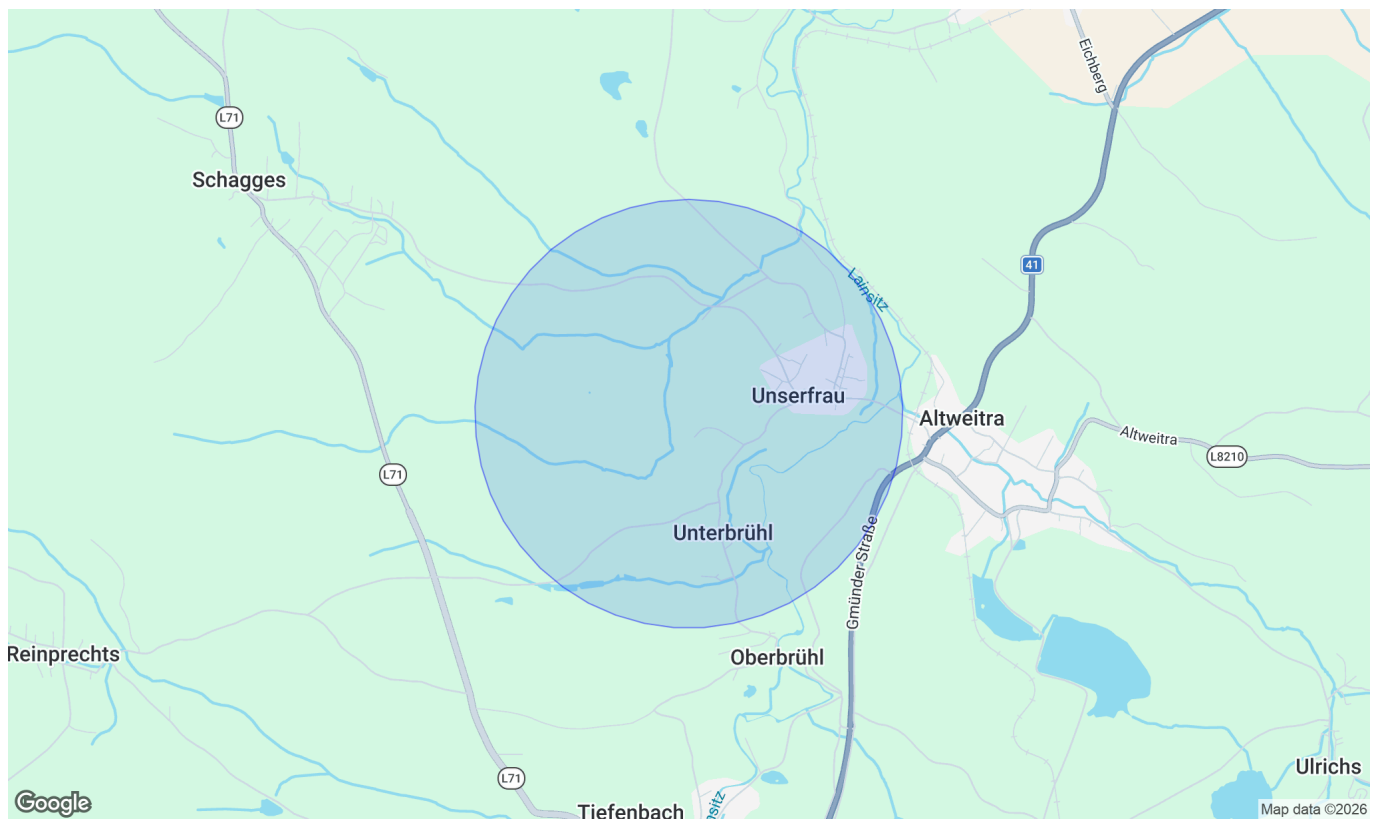 Eichberg
L71
Schagges
41
Lainsitz
Unserfrau
Altweitra
Altweitra
L8210
L71
Unterbrühl
Gmünder Straße
Reinprechts
Oberbrühl
L71
Ulrichs
Tiefenbach
Google
Map data ©2026